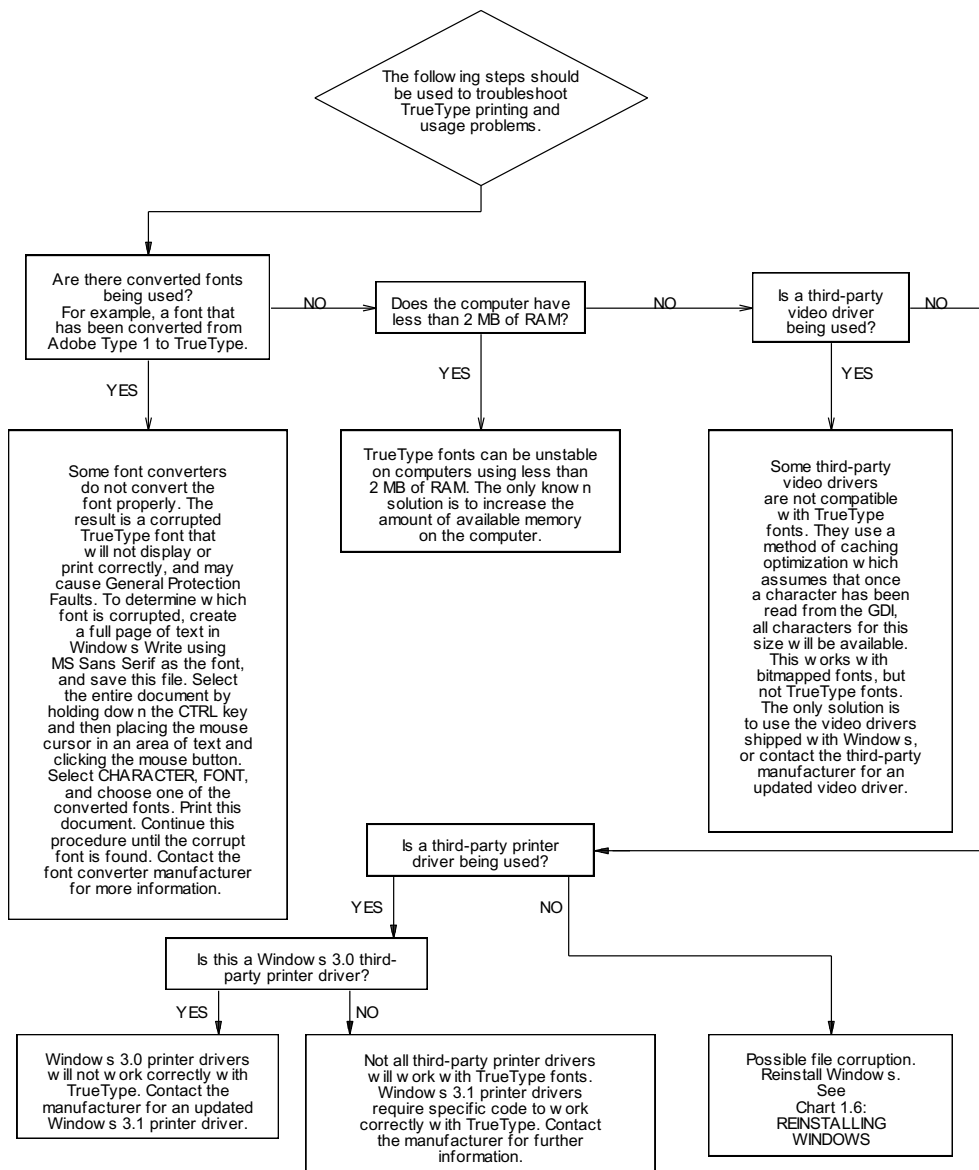 The following steps should
be used to troubleshoot
TrueType printing and
usage problems.
Are there converted fonts
being used?
For example, a font that
has been converted from
Adobe Type 1 to TrueType.
NO
Does the computer have
less than 2 MB of RAM?
NO
Is a third-party
video driver
being used?
NO
YES
YES
YES
Some font converters
do not convert the
font properly. The
result is a corrupted
TrueType font that
will not display or
print correctly, and may
cause General Protection
Faults. To determine which
font is corrupted, create
a full page of text in
Windows Write using
MS Sans Serif as the font,
and save this file. Select
the entire document by
holding down the CTRL key
and then placing the mouse
cursor in an area of text and
clicking the mouse button.
Select CHARACTER, FONT,
and choose one of the
converted fonts. Print this
document. Continue this
procedure until the corrupt
font is found. Contact the
font converter manufacturer
for more information.
TrueType fonts can be unstable
on computers using less than
2 MB of RAM. The only known
solution is to increase the
amount of available memory
on the computer.
Some third-party
video drivers
are not compatible
with TrueType
fonts. They use a
method of caching
optimization which
assumes that once
a character has been
read from the GDI,
all characters for this
size will be available.
This works with
bitmapped fonts, but
not TrueType fonts.
The only solution is
to use the video drivers
shipped with Windows,
or contact the third-party
manufacturer for an
updated video driver.
Is a third-party printer
driver being used?
YES
NO
Is this a Windows 3.0 third-
party printer driver?
YES
NO
Windows 3.0 printer drivers
will not work correctly with
TrueType. Contact the
manufacturer for an updated
Windows 3.1 printer driver.
Not all third-party printer drivers
will work with TrueType fonts.
Windows 3.1 printer drivers
require specific code to work
correctly with TrueType. Contact
the manufacturer for further
information.
Possible file corruption.
Reinstall Windows.
See
Chart 1.6:
REINSTALLING
WINDOWS